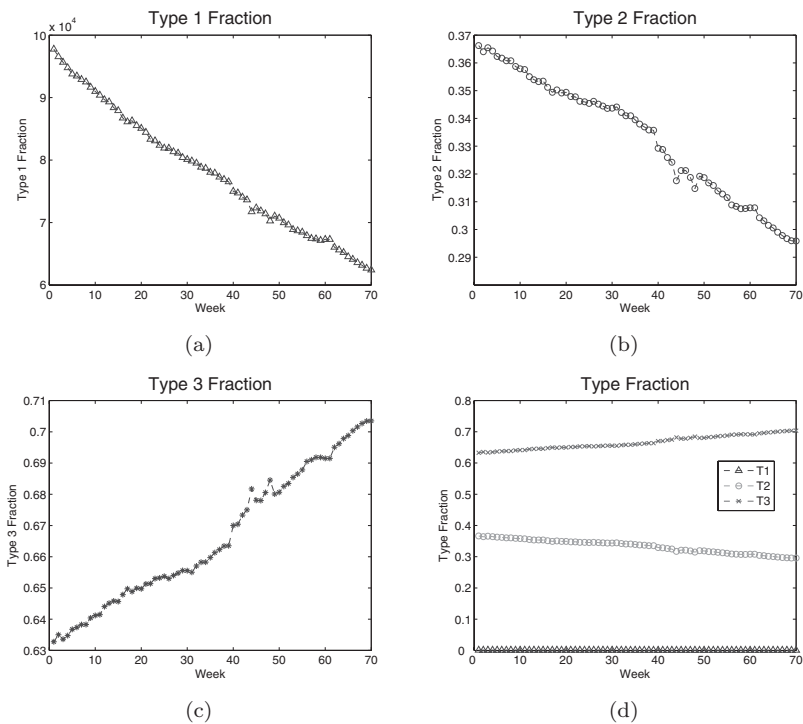 Type 1 Fraction
x 10^4
10
9
8
7
6
Type 1 Fraction
0 10 20 30 40 50 60 70
Week
(a)
Type 2 Fraction
0.37
0.36
0.35
0.34
0.33
0.32
0.31
0.3
0.29
Type 2 Fraction
0 10 20 30 40 50 60 70
Week
(b)
Type 3 Fraction
0.71
0.7
0.69
0.68
0.67
0.66
0.65
0.64
0.63
Type 3 Fraction
0 10 20 30 40 50 60 70
Week
(c)
Type Fraction
0.8
0.7
0.6
0.5
0.4
0.3
0.2
0.1
0
Type Fraction
T1
T2
T3
0 10 20 30 40 50 60 70
Week
(d)